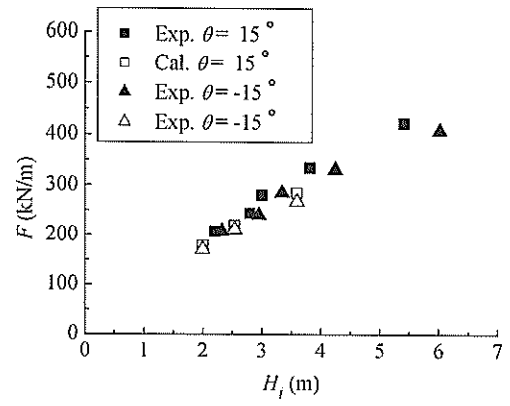 600
500
400
300
200
100
0
F (kN/m)
Exp. θ= 15°
Cal. θ= 15°
Exp. θ= -15°
Exp. θ= -15°
0 1 2 3 4 5 6 7
H_i (m)